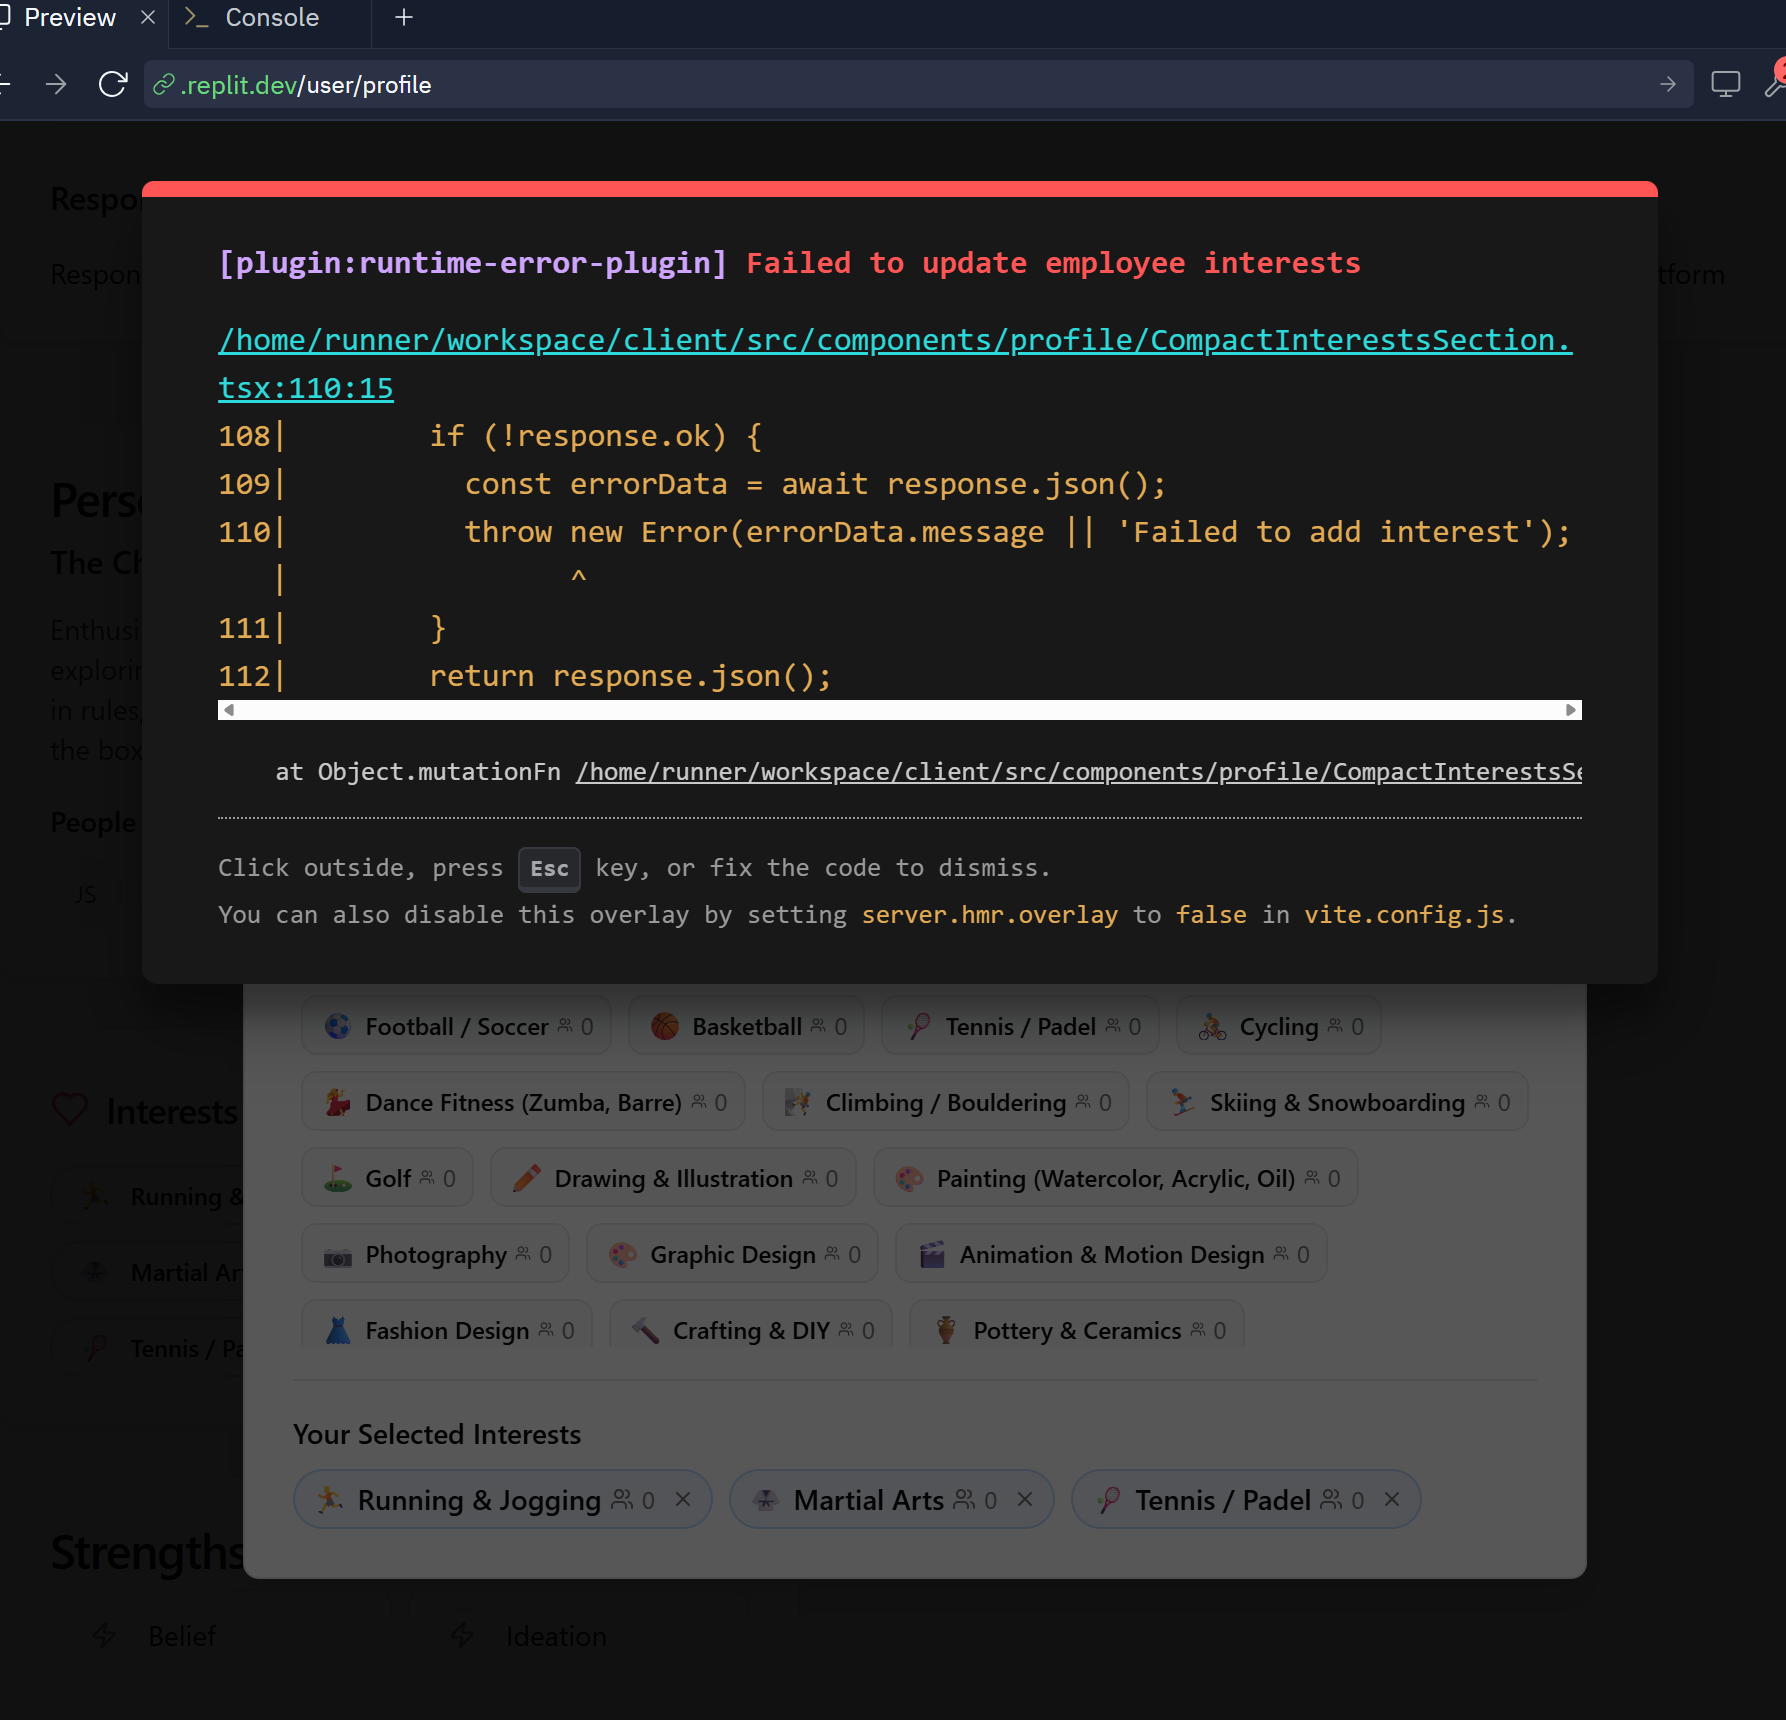 Preview
Console
.replit.dev/user/profile
[plugin:runtime-error-plugin] Failed to update employee interests
/home/runner/workspace/client/src/components/profile/CompactInterestsSection.
tsx:110:15
108|        if (!response.ok) {
109|          const errorData = await response.json();
110|          throw new Error(errorData.message || 'Failed to add interest');
|                ^
111|        }
112|        return response.json();
at Object.mutationFn /home/runner/workspace/client/src/components/profile/CompactInterestsSe
Click outside, press Esc key, or fix the code to dismiss.
You can also disable this overlay by setting server.hmr.overlay to false in vite.config.js.
Respo
Respon
tform
Pers
The Ch
Enthusi
explorin
in rules,
the box
People
JS
Interests
Running &
Martial Ar
Tennis / Pa
Football / Soccer 0
Basketball 0
Tennis / Padel 0
Cycling 0
Dance Fitness (Zumba, Barre) 0
Climbing / Bouldering 0
Skiing & Snowboarding 0
Golf 0
Drawing & Illustration 0
Painting (Watercolor, Acrylic, Oil) 0
Photography 0
Graphic Design 0
Animation & Motion Design 0
Fashion Design 0
Crafting & DIY 0
Pottery & Ceramics 0
Your Selected Interests
Running & Jogging 0
Martial Arts 0
Tennis / Padel 0
Strengths
Belief
Ideation